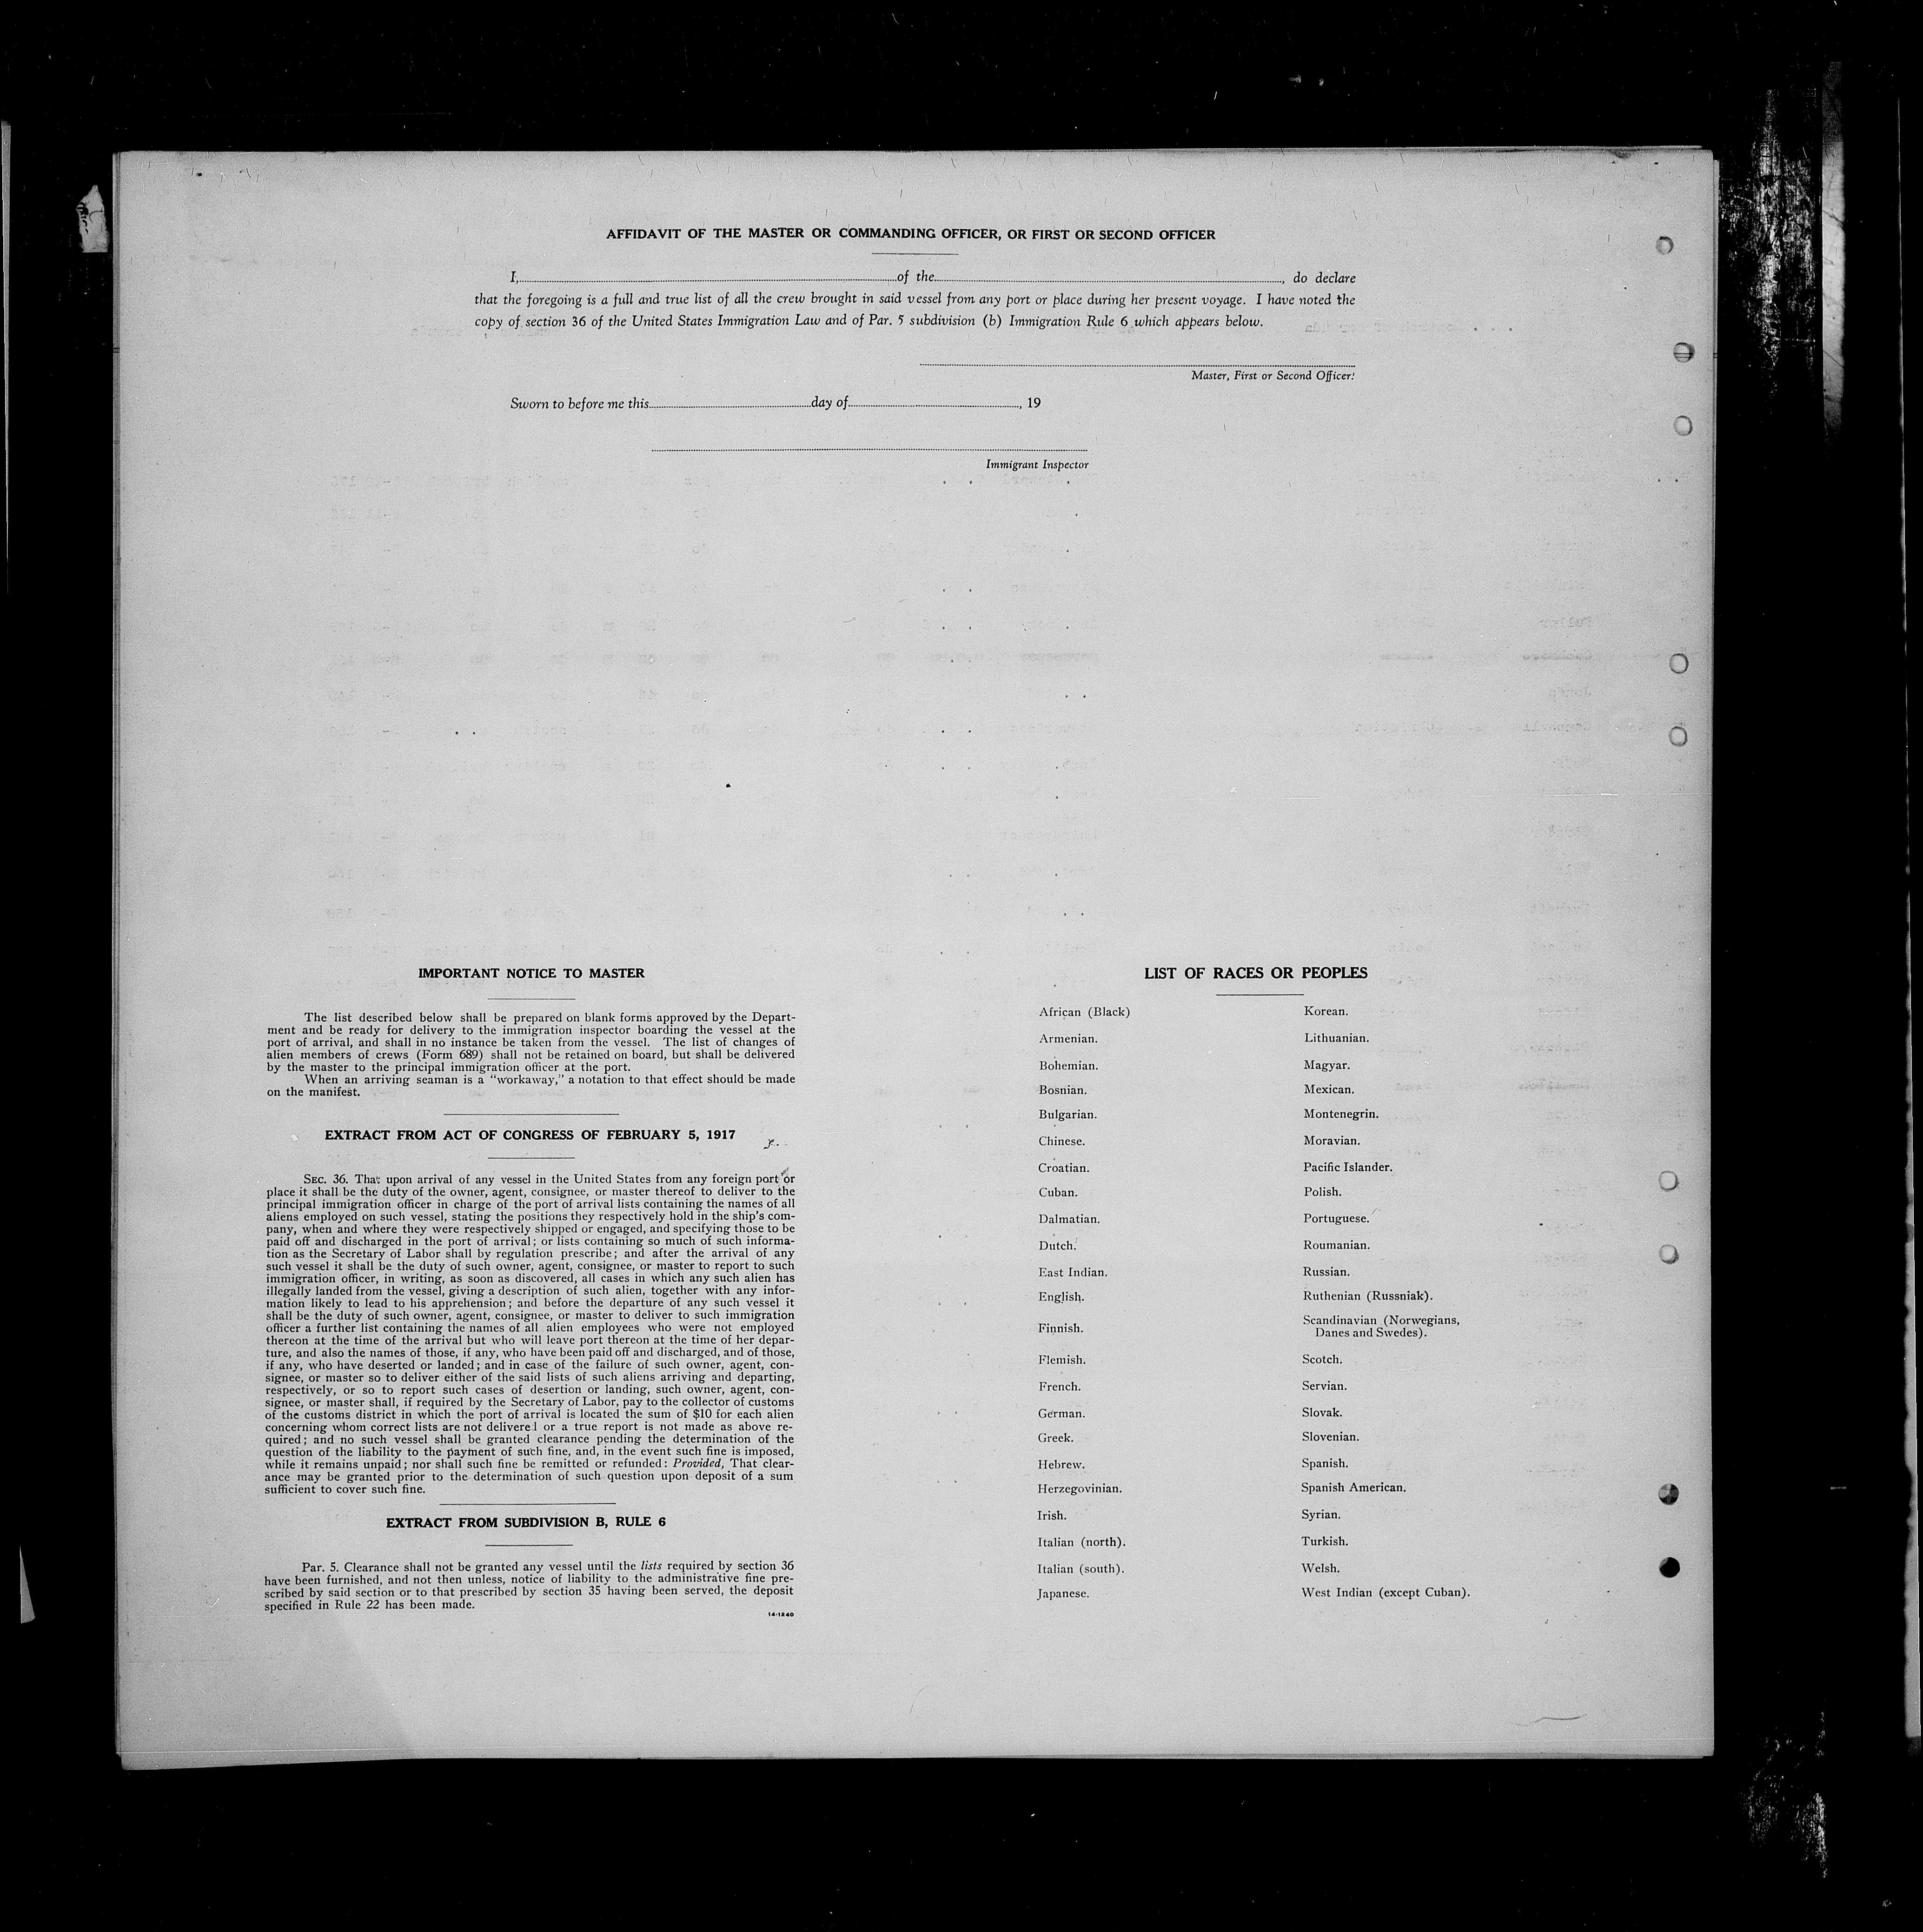 AFFIDAVIT OF THE MASTER OR COMMANDING OFFICER, OR FIRST OR SECOND OFFICER
I, of the , do declare
that the foregoing is a full and true list of all the crew brought in said vessel from any port or place during her present voyage. I have noted the
copy of section 36 of the United States Immigration Law and of Par. 5 subdivision (b) Immigration Rule 6 which appears below.
Master, First or Second Officer.
Sworn to before me this day of , 19
Immigrant Inspector
IMPORTANT NOTICE TO MASTER
The list described below shall be prepared on blank forms approved by the Depart-
ment and be ready for delivery to the immigration inspector boarding the vessel at the
port of arrival, and shall in no instance be taken from the vessel. The list of changes of
alien members of crews (Form 689) shall not be retained on board, but shall be delivered
by the master to the principal immigration officer at the port.
When an arriving seaman is a "workaway," a notation to that effect should be made
on the manifest.
EXTRACT FROM ACT OF CONGRESS OF FEBRUARY 5, 1917
SEC. 36. That upon arrival of any vessel in the United States from any foreign port or
place it shall be the duty of the owner, agent, consignee, or master thereof to deliver to the
principal immigration officer in charge of the port of arrival lists containing the names of all
aliens employed on such vessel, stating the positions they respectively hold in the ship's com-
pany, when and where they were respectively shipped or engaged, and specifying those to be
paid off and discharged in the port of arrival; or lists containing so much of such informa-
tion as the Secretary of Labor shall by regulation prescribe; and after the arrival of any
such vessel it shall be the duty of such owner, agent, consignee, or master to report to such
immigration officer, in writing, as soon as discovered, all cases in which any such alien has
illegally landed from the vessel, giving a description of such alien, together with any infor-
mation likely to lead to his apprehension; and before the departure of any such vessel it
shall be the duty of such owner, agent, consignee, or master to deliver to such immigration
officer a further list containing the names of all alien employees who were not employed
thereon at the time of the arrival but who will leave port thereon at the time of her depar-
ture, and also the names of those, if any, who have been paid off and discharged, and of those,
if any, who have deserted or landed; and in case of the failure of such owner, agent, con-
signee, or master so to deliver either of the said lists of such aliens arriving and departing,
respectively, or so to report such cases of desertion or landing, such owner, agent, con-
signee, or master shall, if required by the Secretary of Labor, pay to the collector of customs
of the customs district in which the port of arrival is located the sum of $10 for each alien
concerning whom correct lists are not delivered or a true report is not made as above re-
quired; and no such vessel shall be granted clearance pending the determination of the
question of the liability to the payment of such fine, and, in the event such fine is imposed,
while it remains unpaid; nor shall such fine be remitted or refunded: Provided, That clear-
ance may be granted prior to the determination of such question upon deposit of a sum
sufficient to cover such fine.
EXTRACT FROM SUBDIVISION B, RULE 6
Par. 5. Clearance shall not be granted any vessel until the lists required by section 36
have been furnished, and not then unless, notice of liability to the administrative fine pre-
scribed by said section or to that prescribed by section 35 having been served, the deposit
specified in Rule 22 has been made.
14-1240
LIST OF RACES OR PEOPLES
African (Black)
Armenian.
Bohemian.
Bosnian.
Bulgarian.
Chinese.
Croatian.
Cuban.
Dalmatian.
Dutch.
East Indian.
English.
Finnish.
Flemish.
French.
German.
Greek.
Hebrew.
Herzegovinian.
Irish.
Italian (north).
Italian (south).
Japanese.
Korean.
Lithuanian.
Magyar.
Mexican.
Montenegrin.
Moravian.
Pacific Islander.
Polish.
Portuguese.
Roumanian.
Russian.
Ruthenian (Russniak).
Scandinavian (Norwegians,
Danes and Swedes).
Scotch.
Servian.
Slovak.
Slovenian.
Spanish.
Spanish American.
Syrian.
Turkish.
Welsh.
West Indian (except Cuban).